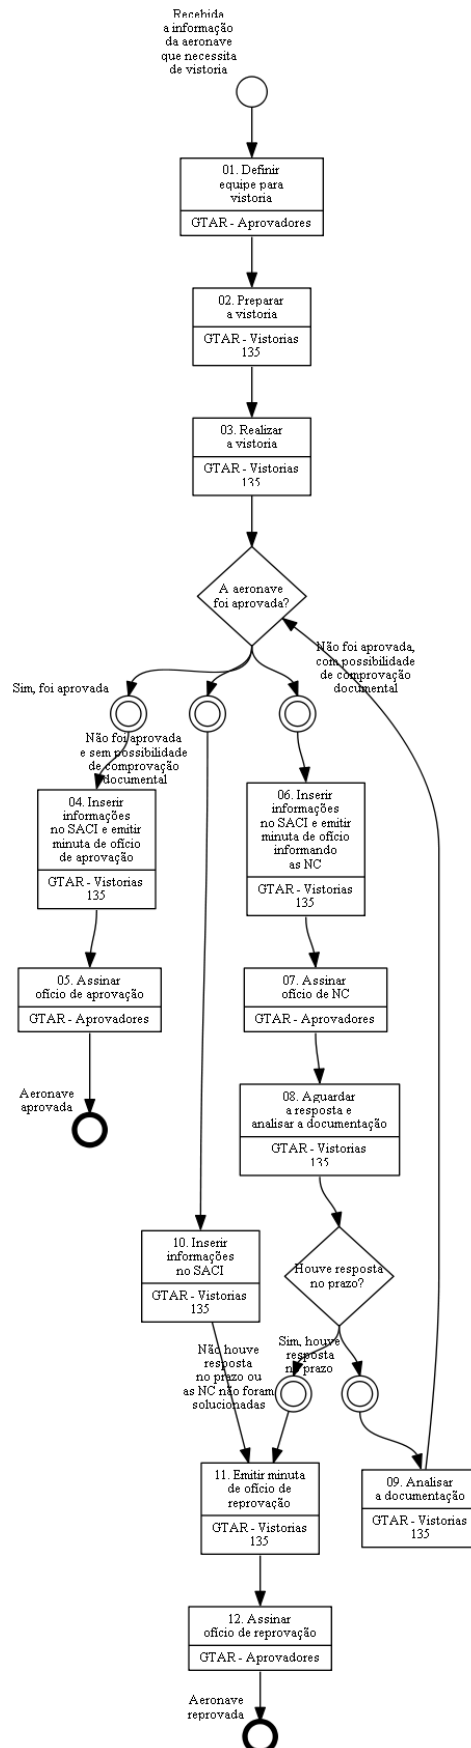 Recebida
a informação
da aeronave
que necessita
de vistoria
01. Definir
equipe para
vistoria
GTAR - Aprovadores
02. Preparar
a vistoria
GTAR - Vistorias
135
03. Realizar
a vistoria
GTAR - Vistorias
135
A aeronave
foi aprovada?
Não foi aprovada,
com possibilidade
de comprovação
documental
Sim, foi aprovada
Não foi aprovada
e sem possibilidade
de comprovação
documental
04. Inserir
informações
no SACI e emitir
minuta de ofício
de aprovação
GTAR - Vistorias
135
06. Inserir
informações
no SACI e emitir
minuta de ofício
informando
as NC
GTAR - Vistorias
135
05. Assinar
ofício de aprovação
GTAR - Aprovadores
07. Assinar
ofício de NC
GTAR - Aprovadores
Aeronave
aprovada
08. Aguardar
a resposta e
analisar a documentação
GTAR - Vistorias
135
10. Inserir
informações
no SACI
GTAR - Vistorias
135
Houve resposta
no prazo?
Não houve
resposta
no prazo ou
as NC não foram
solucionadas
Sim, houve
resposta
no prazo
11. Emitir minuta
de ofício de
reprovação
GTAR - Vistorias
135
09. Analisar
a documentação
GTAR - Vistorias
135
12. Assinar
ofício de reprovação
GTAR - Aprovadores
Aeronave
reprovada